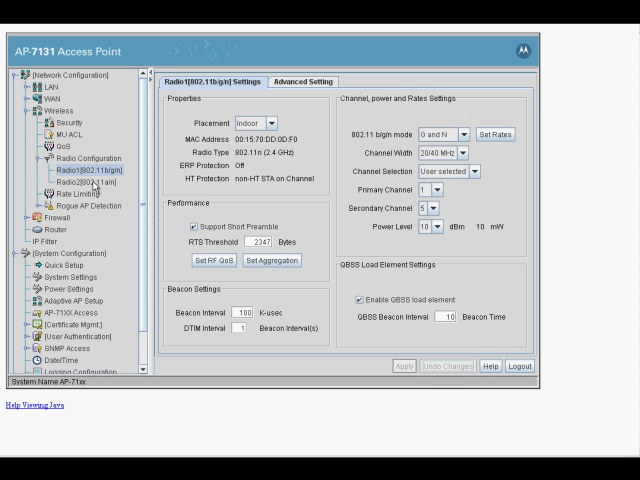 AP-7131 Access Point
[Network Configuration]
LAN
WAN
Wireless
Security
MU ACL
QoS
Radio Configuration
Radio1[802.11b/g/n]
Radio2[802.11a/n]
Rate Limiting
Rogue AP Detection
Firewall
Router
IP Filter
[System Configuration]
Quick Setup
System Settings
Power Settings
Adaptive AP Setup
AP-71XX Access
[Certificate Mgmt.]
[User Authentication]
SNMP Access
Date/Time
Logging Configuration
Radio1[802.11b/g/n] Settings Advanced Setting
Properties
Placement Indoor
MAC Address 00:15:70:DD:0D:F0
Radio Type 802.11n (2.4 GHz)
ERP Protection Off
HT Protection non-HT STA on Channel
Performance
Support Short Preamble
RTS Threshold 2347 Bytes
Set RF QoS Set Aggregation
Beacon Settings
Beacon Interval 100 K-usec
DTIM Interval 1 Beacon Interval(s)
Channel, power and Rates Settings
802.11 b/g/n mode G and N Set Rates
Channel Width 20/40 MHz
Channel Selection User selected
Primary Channel 1
Secondary Channel 5
Power Level 10 dBm 10 mW
QBSS Load Element Settings
Enable QBSS load element
QBSS Beacon Interval 10 Beacon Time
Apply Undo Changes Help Logout
System Name AP-71xx
Help Viewing Java